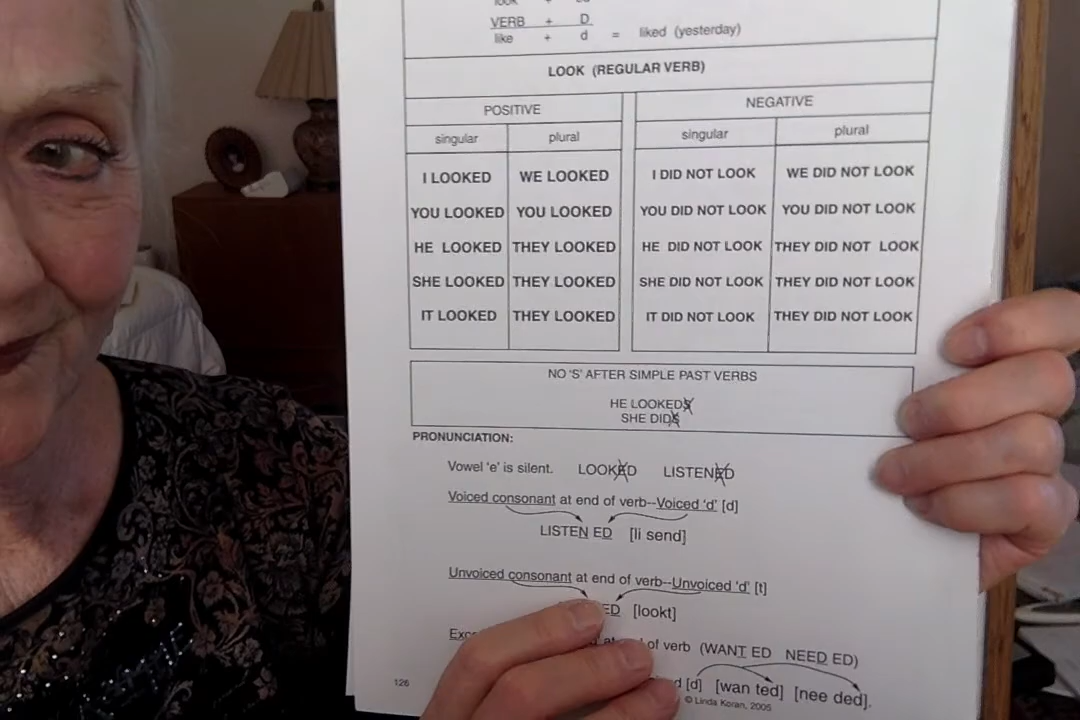 VERB + D
like + d = liked (yesterday)
LOOK (REGULAR VERB)
POSITIVE NEGATIVE
singular plural singular plural
I LOOKED WE LOOKED I DID NOT LOOK WE DID NOT LOOK
YOU LOOKED YOU LOOKED YOU DID NOT LOOK YOU DID NOT LOOK
HE LOOKED THEY LOOKED HE DID NOT LOOK THEY DID NOT LOOK
SHE LOOKED THEY LOOKED SHE DID NOT LOOK THEY DID NOT LOOK
IT LOOKED THEY LOOKED IT DID NOT LOOK THEY DID NOT LOOK
NO 'S' AFTER SIMPLE PAST VERBS
HE LOOKEDS
SHE DIDS
PRONUNCIATION:
Vowel 'e' is silent. LOOKED LISTENED
Voiced consonant at end of verb--Voiced 'd' [d]
LISTEN ED [li send]
Unvoiced consonant at end of verb--Unvoiced 'd' [t]
ED [lookt]
of verb (WANT ED NEED ED)
[d] [wan ted] [nee ded].
126 © Linda Koran, 2005